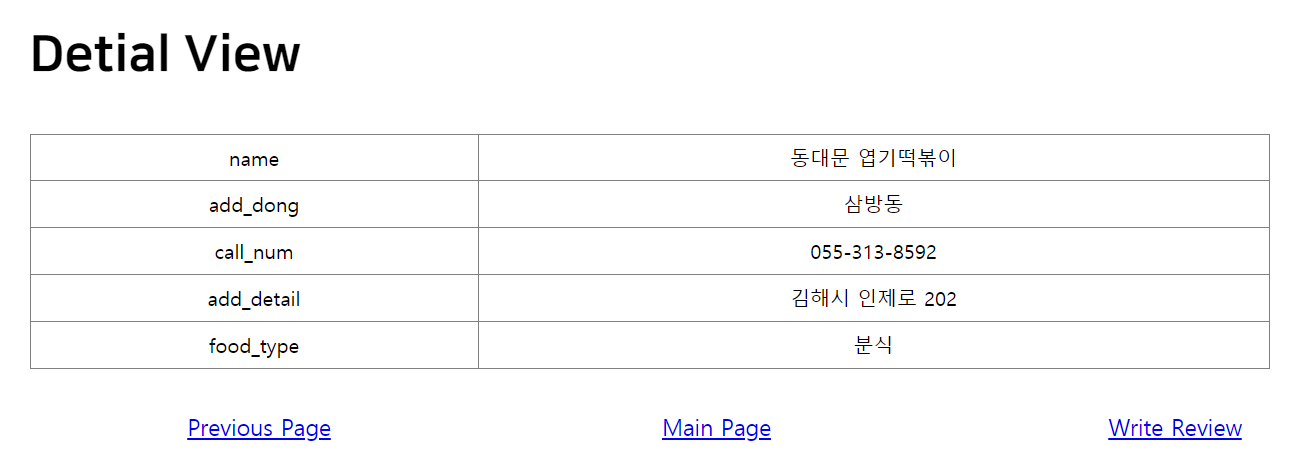 Detial View
name 동대문 엽기떡볶이
add_dong 삼방동
call_num 055-313-8592
add_detail 김해시 인제로 202
food_type 분식
Previous Page Main Page Write Review